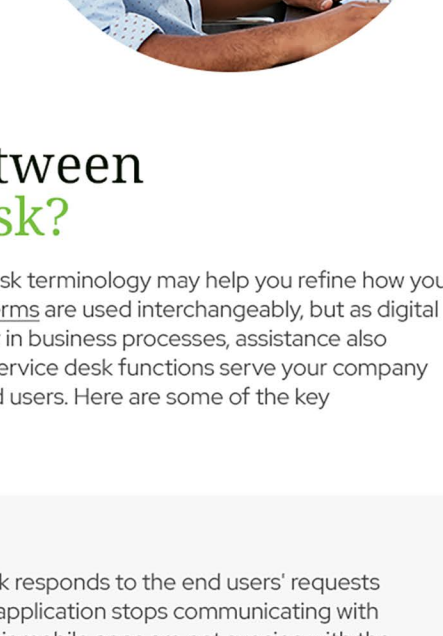 tween
sk?
sk terminology may help you refine how you
rms are used interchangeably, but as digital
in business processes, assistance also
ervice desk functions serve your company
d users. Here are some of the key
k responds to the end users' requests
application stops communicating with